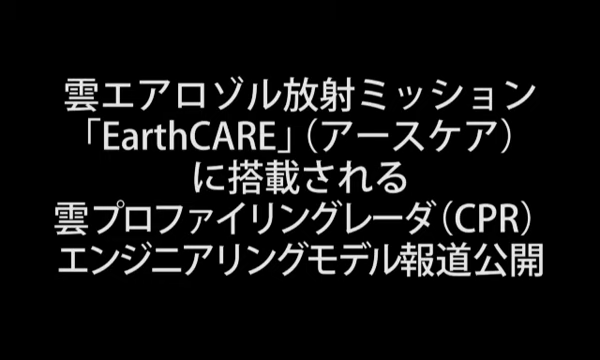 雲エアロゾル放射ミッション
「EarthCARE」（アースケア）
に搭載される
雲プロファイリングレーダ（CPR）
エンジニアリングモデル報道公開